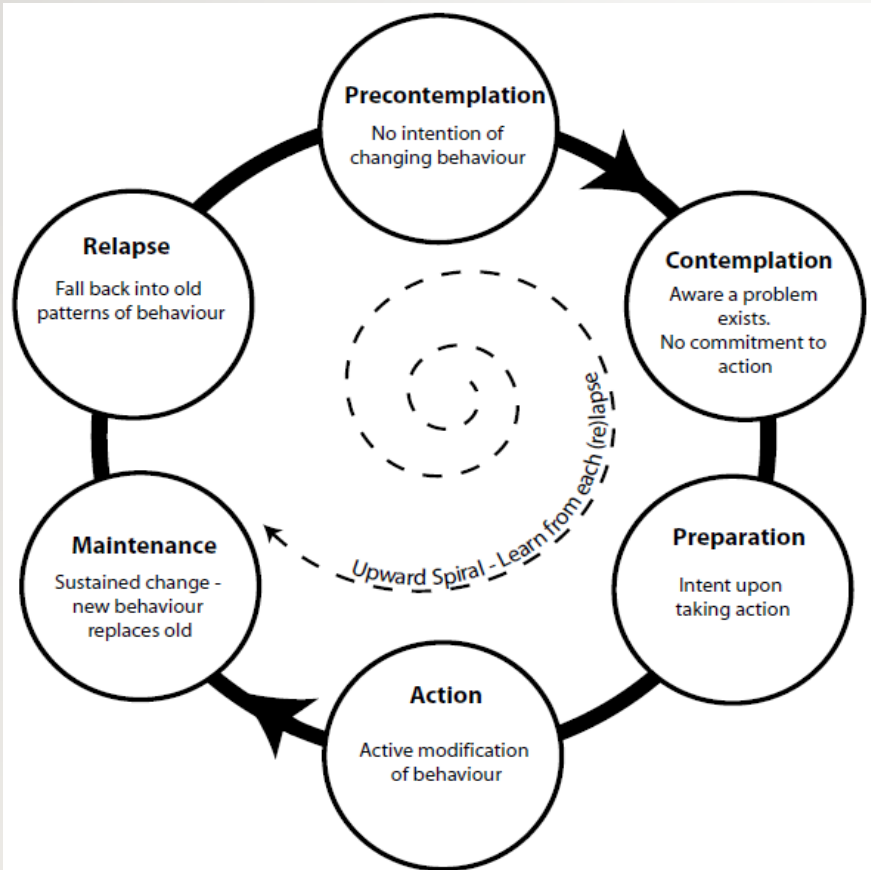 Precontemplation
No intention of
changing behaviour
Contemplation
Aware a problem
exists.
No commitment to
action
Preparation
Intent upon
taking action
Action
Active modification
of behaviour
Maintenance
Sustained change -
new behaviour
replaces old
Relapse
Fall back into old
patterns of behaviour
Upward Spiral - Learn from each (re)lapse